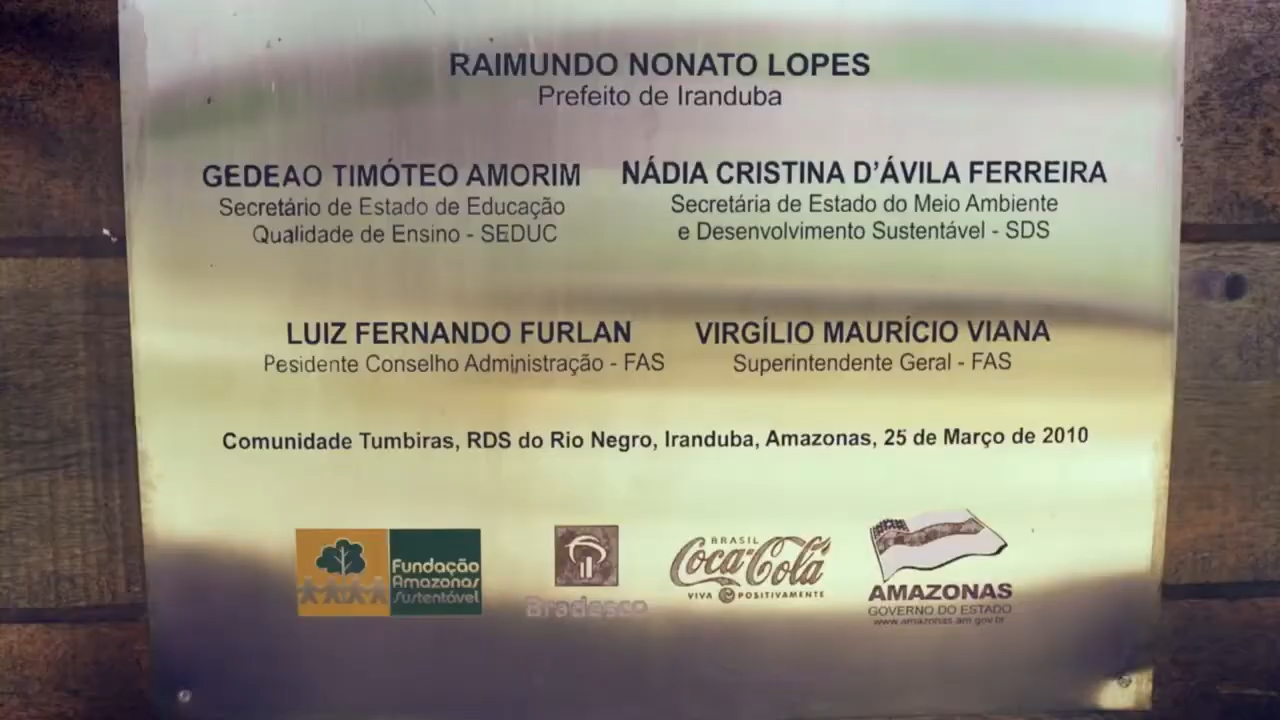 RAIMUNDO NONATO LOPES
Prefeito de Iranduba
GEDEAO TIMÓTEO AMORIM
Secretário de Estado de Educação
Qualidade de Ensino - SEDUC
NÁDIA CRISTINA D'ÁVILA FERREIRA
Secretária de Estado do Meio Ambiente
e Desenvolvimento Sustentável - SDS
LUIZ FERNANDO FURLAN
Pesidente Conselho Administração - FAS
VIRGÍLIO MAURÍCIO VIANA
Superintendente Geral - FAS
Comunidade Tumbiras, RDS do Rio Negro, Iranduba, Amazonas, 25 de Março de 2010
Fundação
Amazonas
Sustentável
Bradesco
BRASIL
Coca-Cola
VIVA POSITIVAMENTE
AMAZONAS
GOVERNO DO ESTADO
www.amazonas.am.gov.br